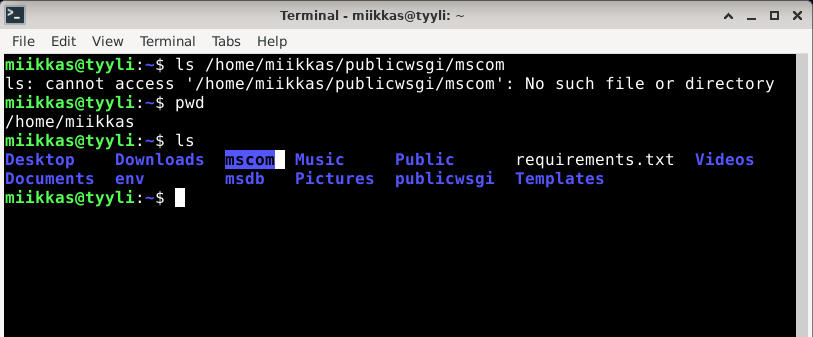 Terminal - miikkas@tyyli: ~
File Edit View Terminal Tabs Help
miikkas@tyyli:~$ ls /home/miikkas/publicwsgi/mscom
ls: cannot access '/home/miikkas/publicwsgi/mscom': No such file or directory
miikkas@tyyli:~$ pwd
/home/miikkas
miikkas@tyyli:~$ ls
Desktop Downloads mscom Music Public requirements.txt Videos
Documents env msdb Pictures publicwsgi Templates
miikkas@tyyli:~$